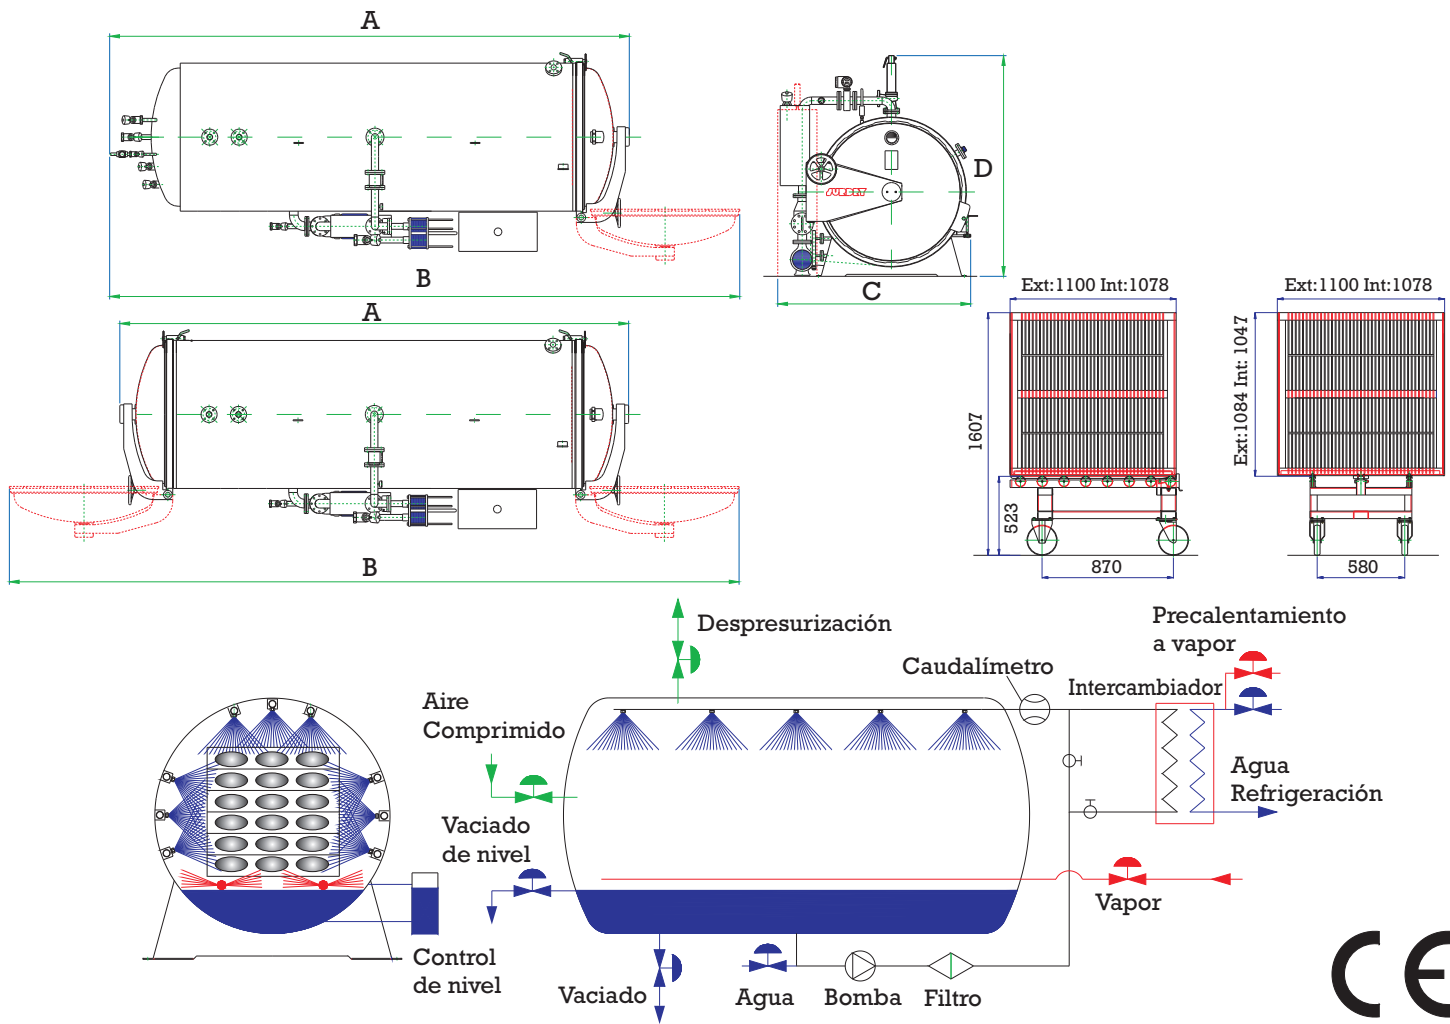 A
B
A
B
C
D
SURDRY
Ext:1100 Int:1078
1607
523
870
Ext:1100 Int:1078
Ext:1084 Int: 1047
580
Despresurización
Precalentamiento
a vapor
Caudalímetro
Intercambiador
Aire
Comprimido
Agua
Refrigeración
Vaciado
de nivel
Vapor
Control
de nivel
Vaciado
Agua
Bomba
Filtro
CE